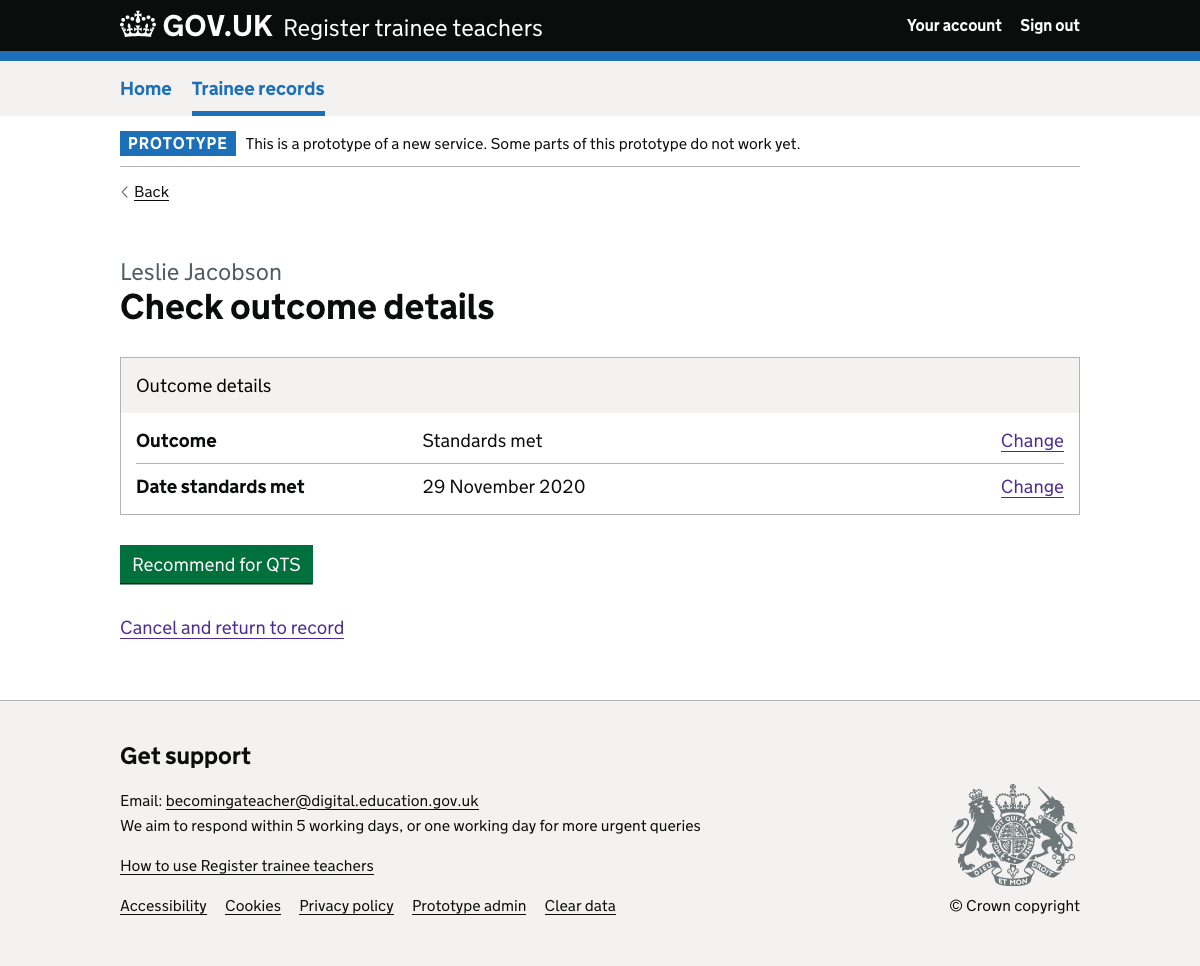 GOV.UK Register trainee teachers Your account Sign out
Home Trainee records
PROTOTYPE This is a prototype of a new service. Some parts of this prototype do not work yet.
Back
Leslie Jacobson
Check outcome details
Outcome details
Outcome Standards met Change
Date standards met 29 November 2020 Change
Recommend for QTS
Cancel and return to record
Get support
Email: becomingateacher@digital.education.gov.uk
We aim to respond within 5 working days, or one working day for more urgent queries
How to use Register trainee teachers
DIEU ET MON DROIT
Accessibility Cookies Privacy policy Prototype admin Clear data © Crown copyright